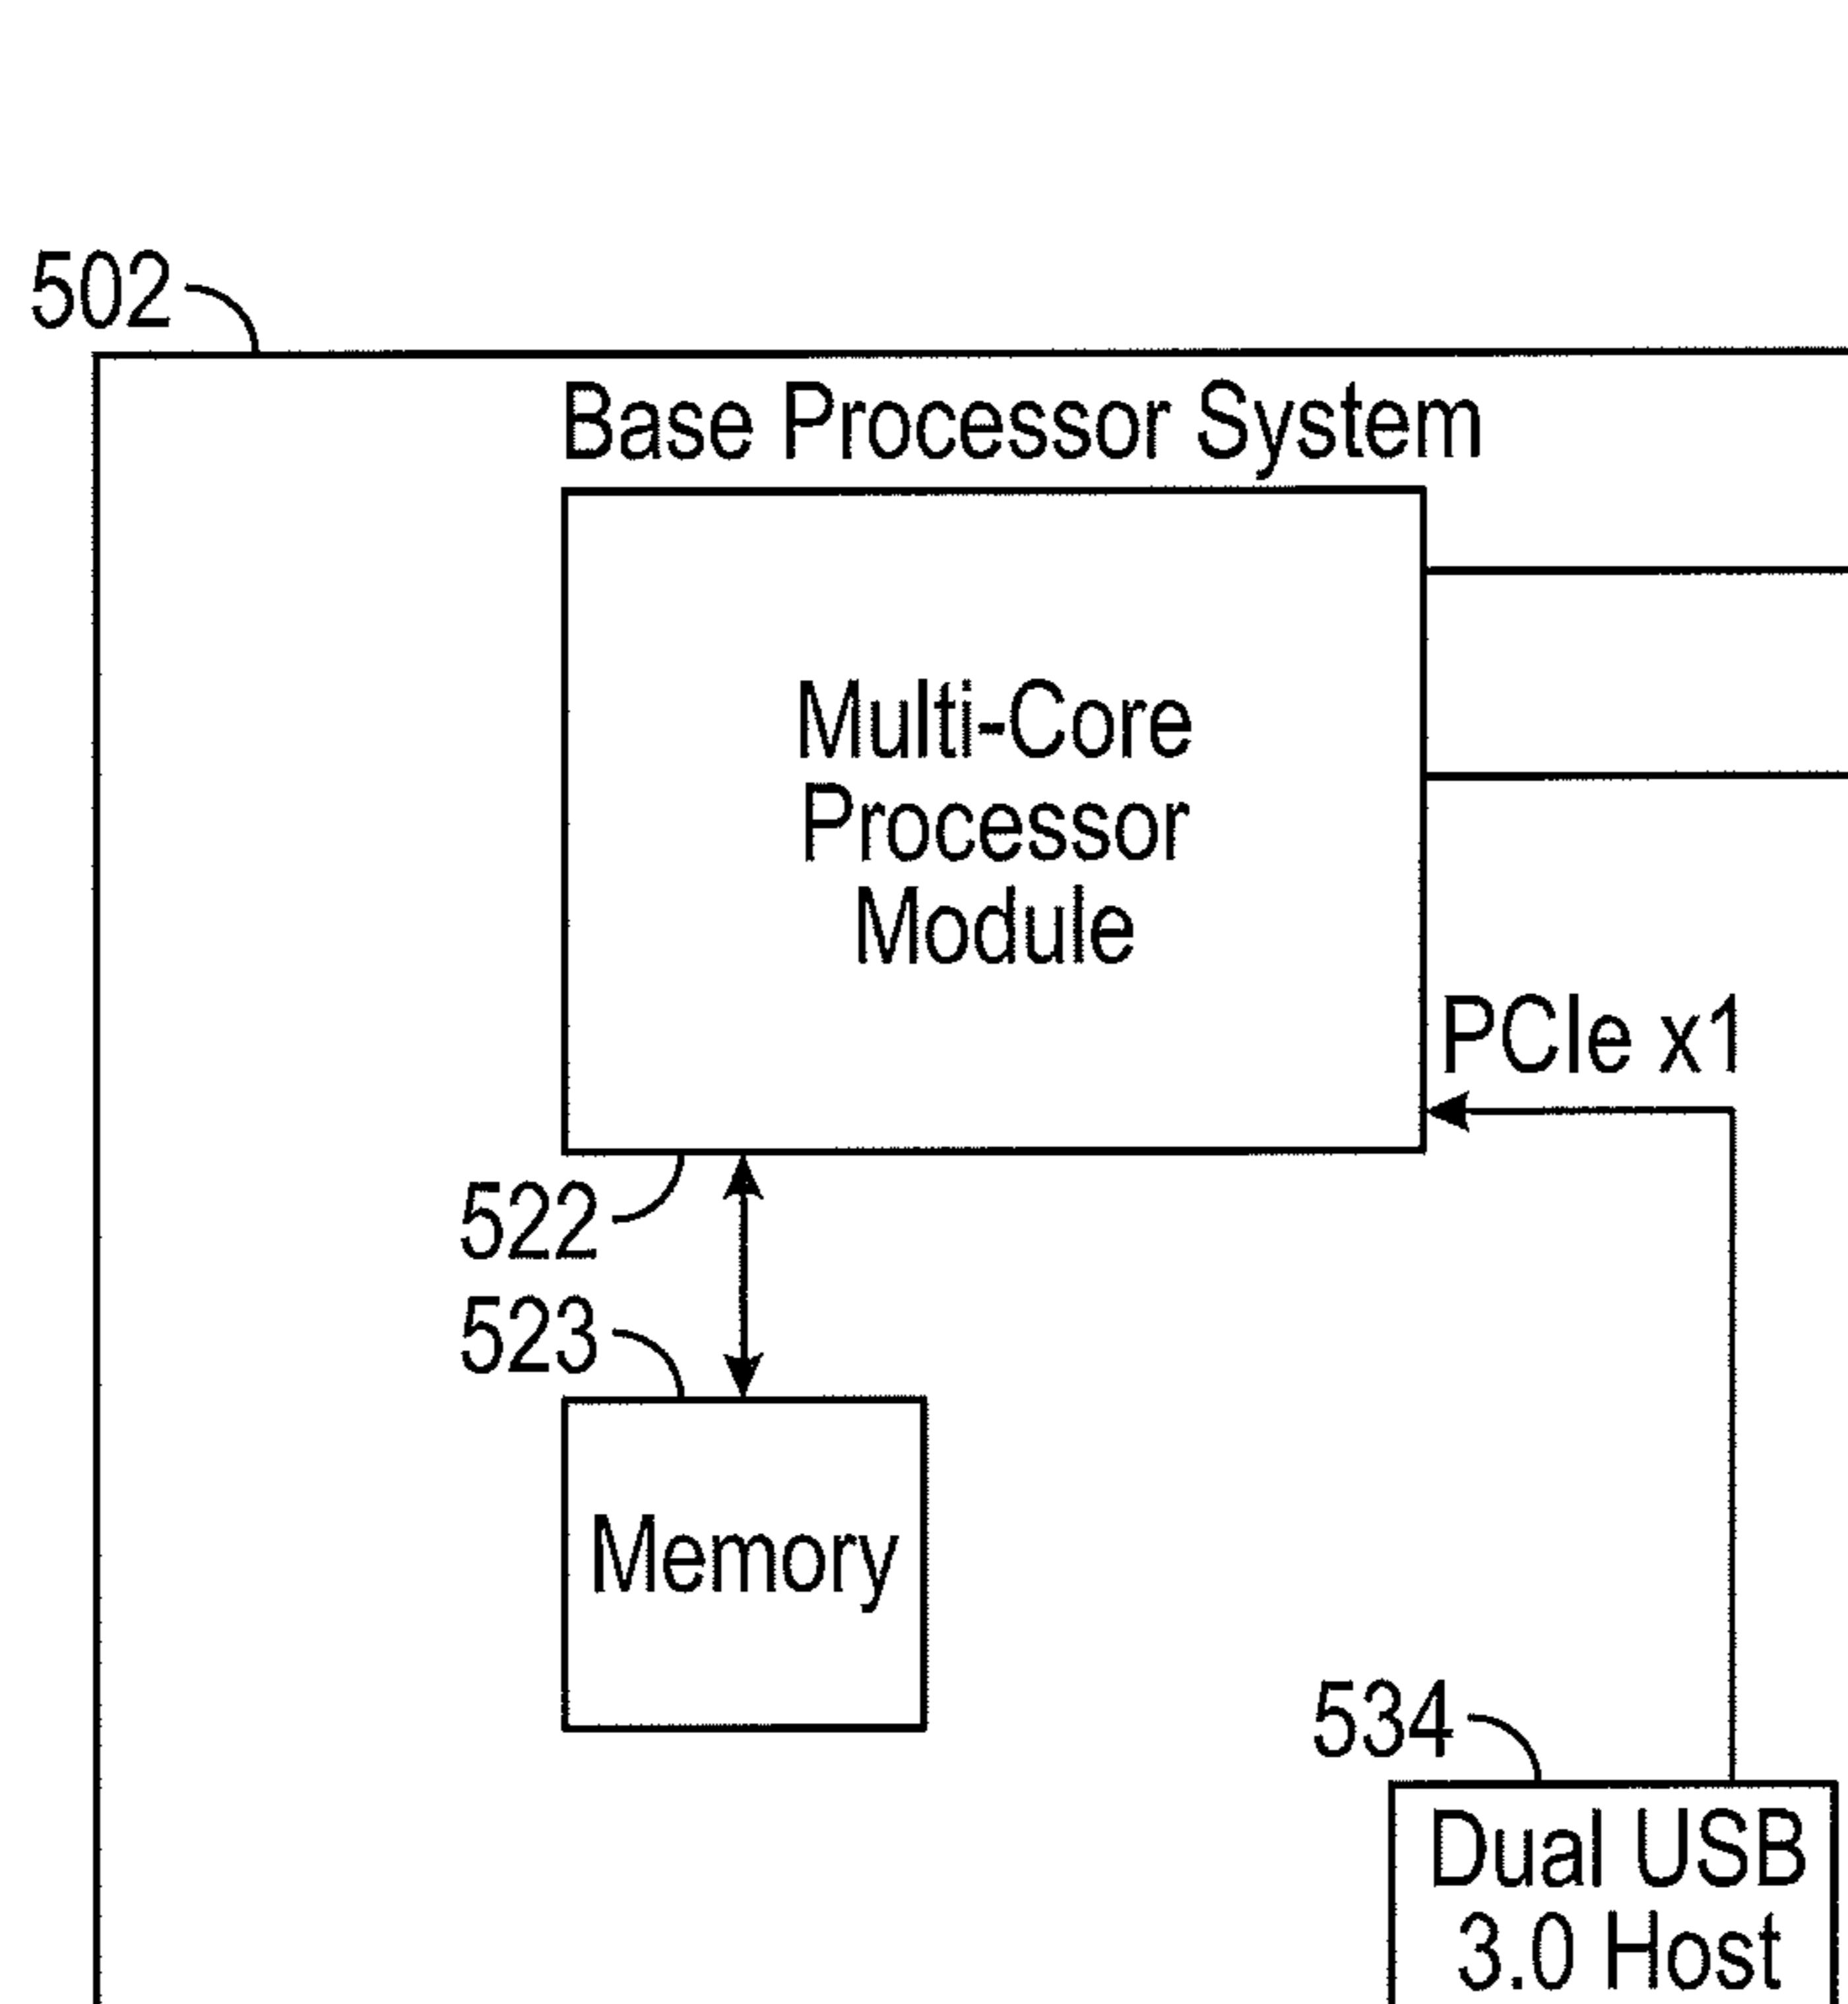 502
Base Processor System
Multi-Core
Processor
Module
PCIe x1
522
523
Memory
534
Dual USB
3.0 Host